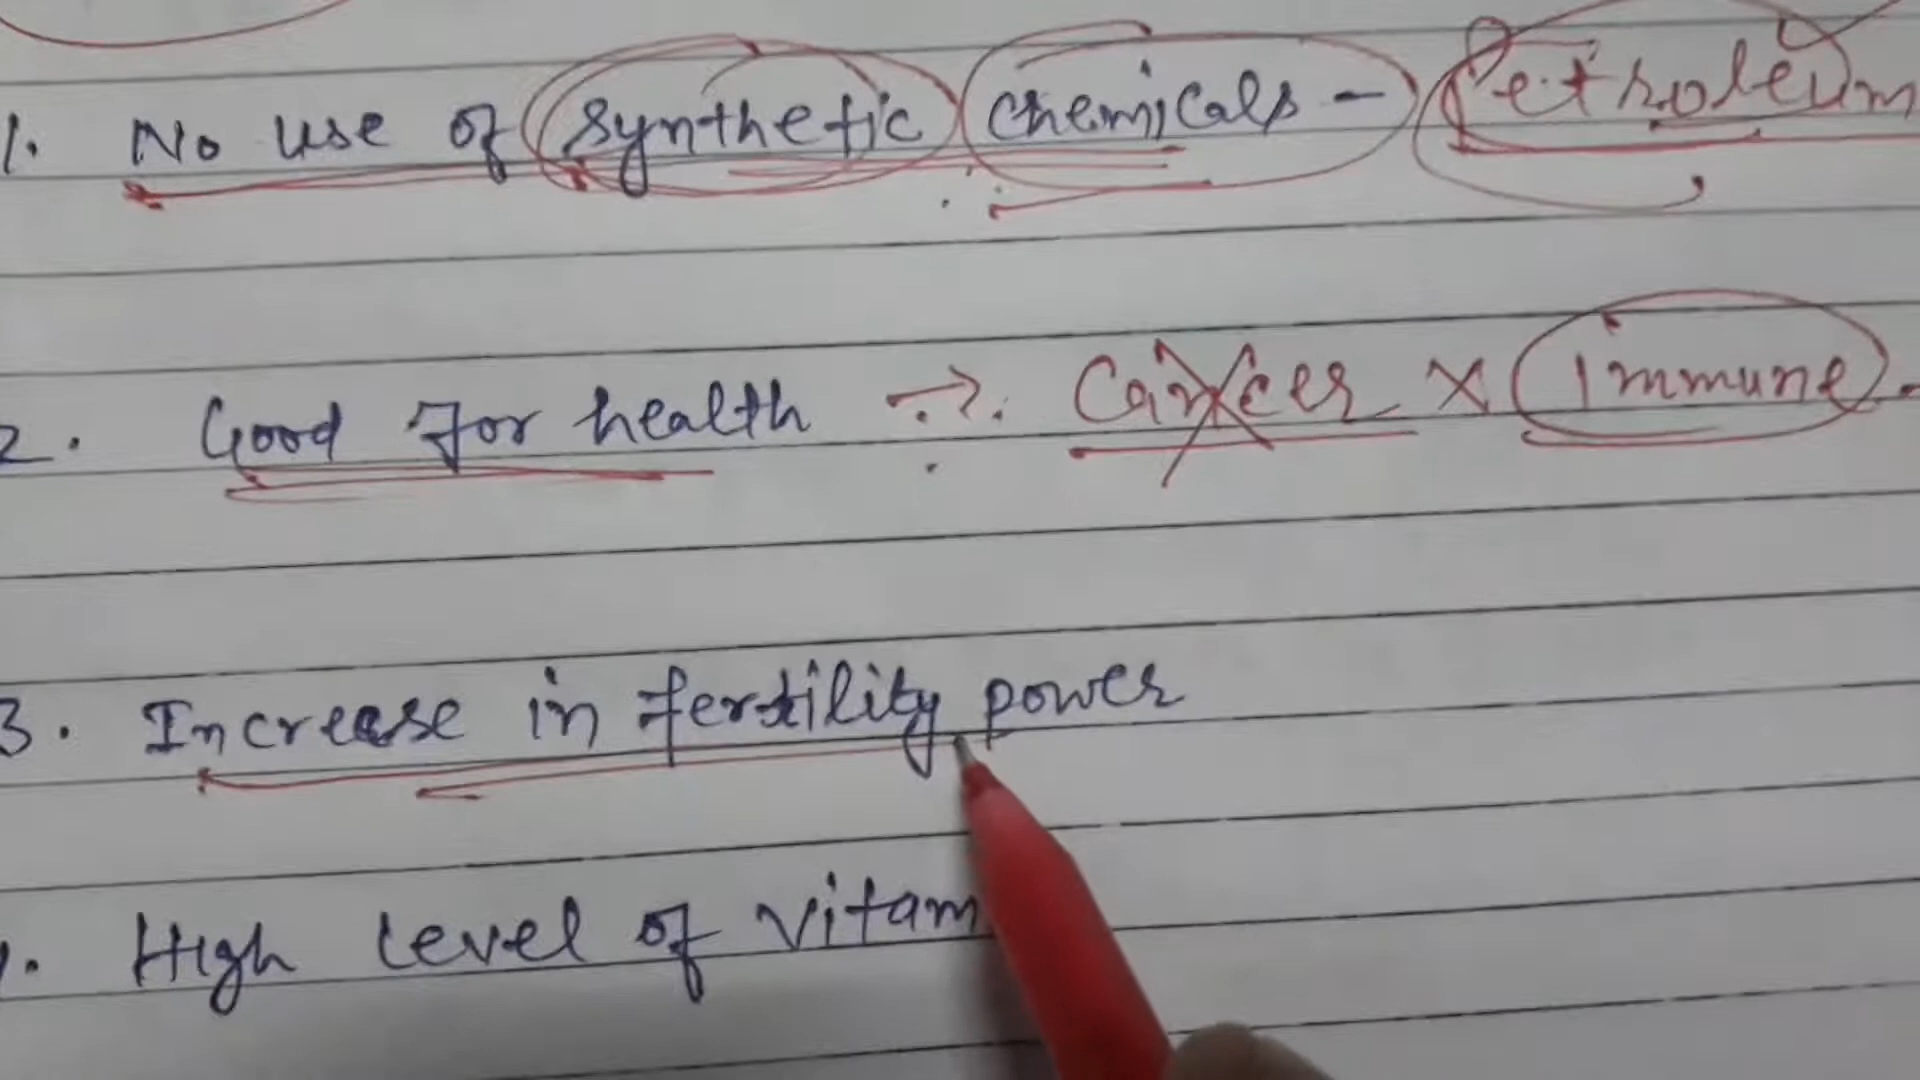 1. No use of synthetic chemicals - Petroleum
2. Good for health → Cancer × immune -
3. Increase in fertility power
High level of